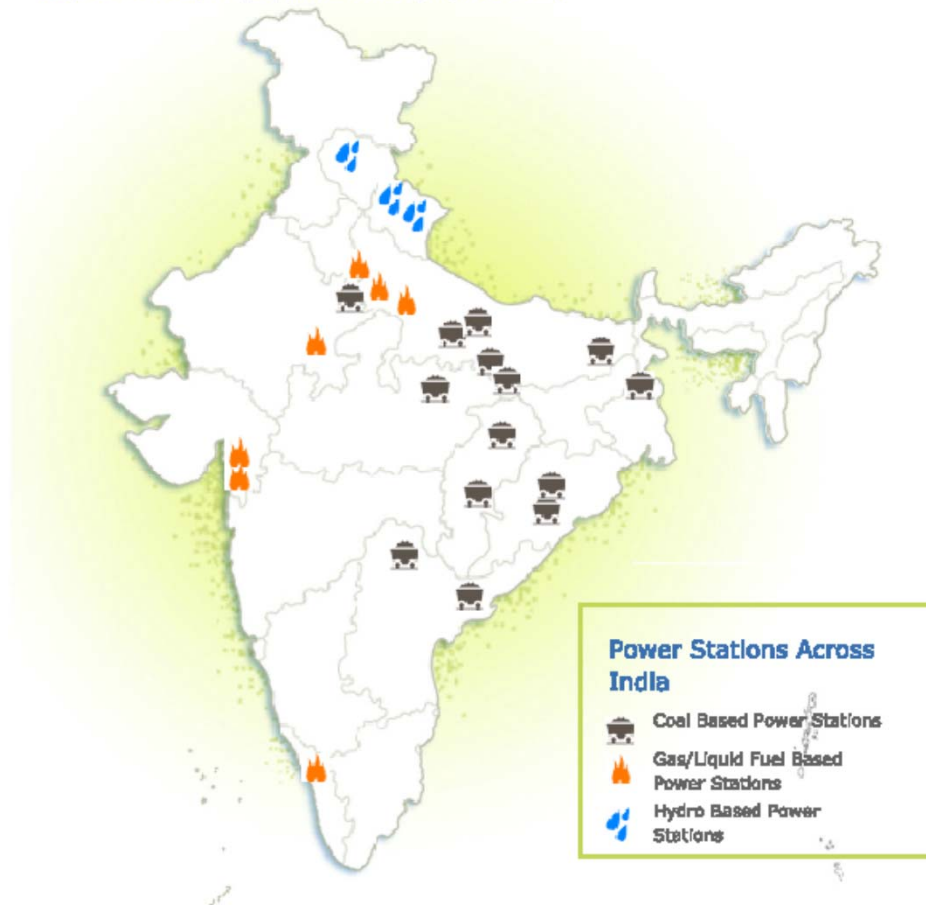 Power Stations Across
India
Coal Based Power Stations
Gas/Liquid Fuel Based
Power Stations
Hydro Based Power
Stations